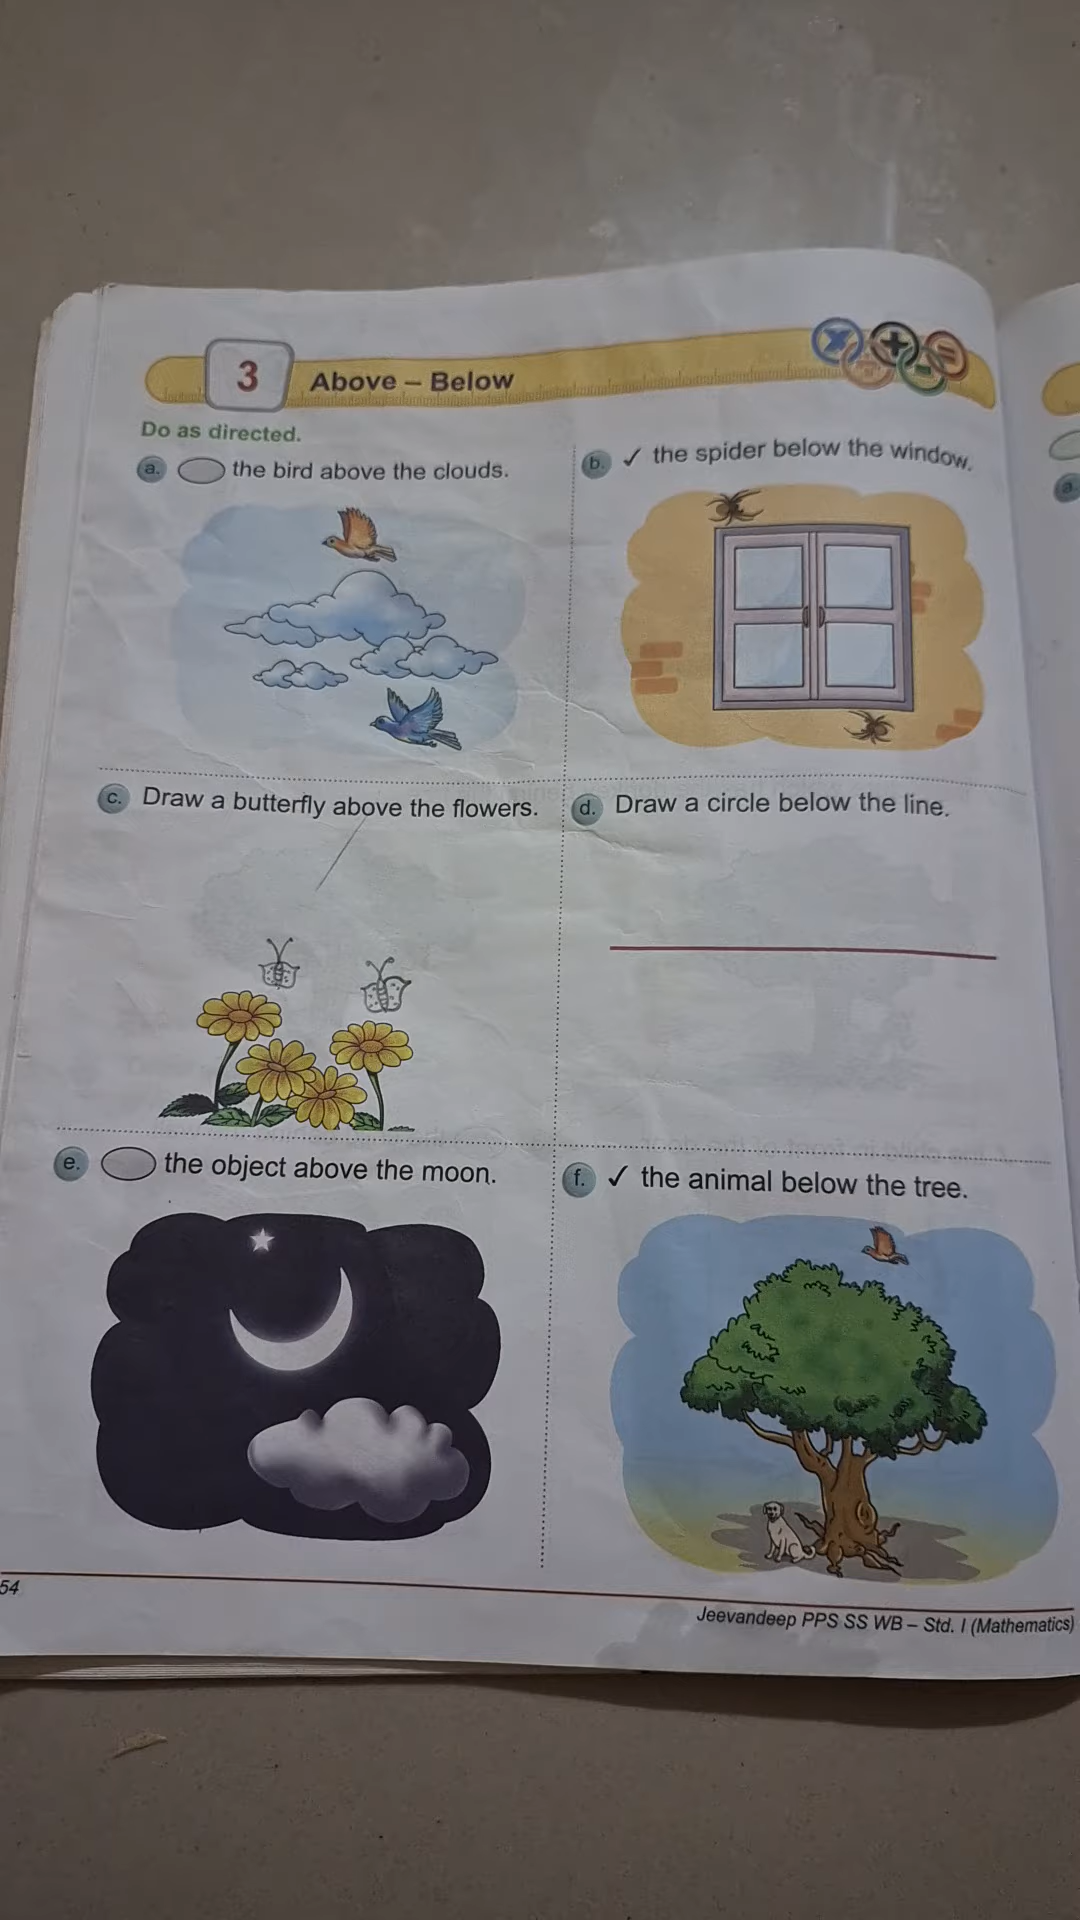 3 Above – Below
Do as directed.
a. the bird above the clouds.
b. ✓ the spider below the window.
c. Draw a butterfly above the flowers.
d. Draw a circle below the line.
e. the object above the moon.
f. ✓ the animal below the tree.
54
Jeevandeep PPS SS WB – Std. I (Mathematics)
a